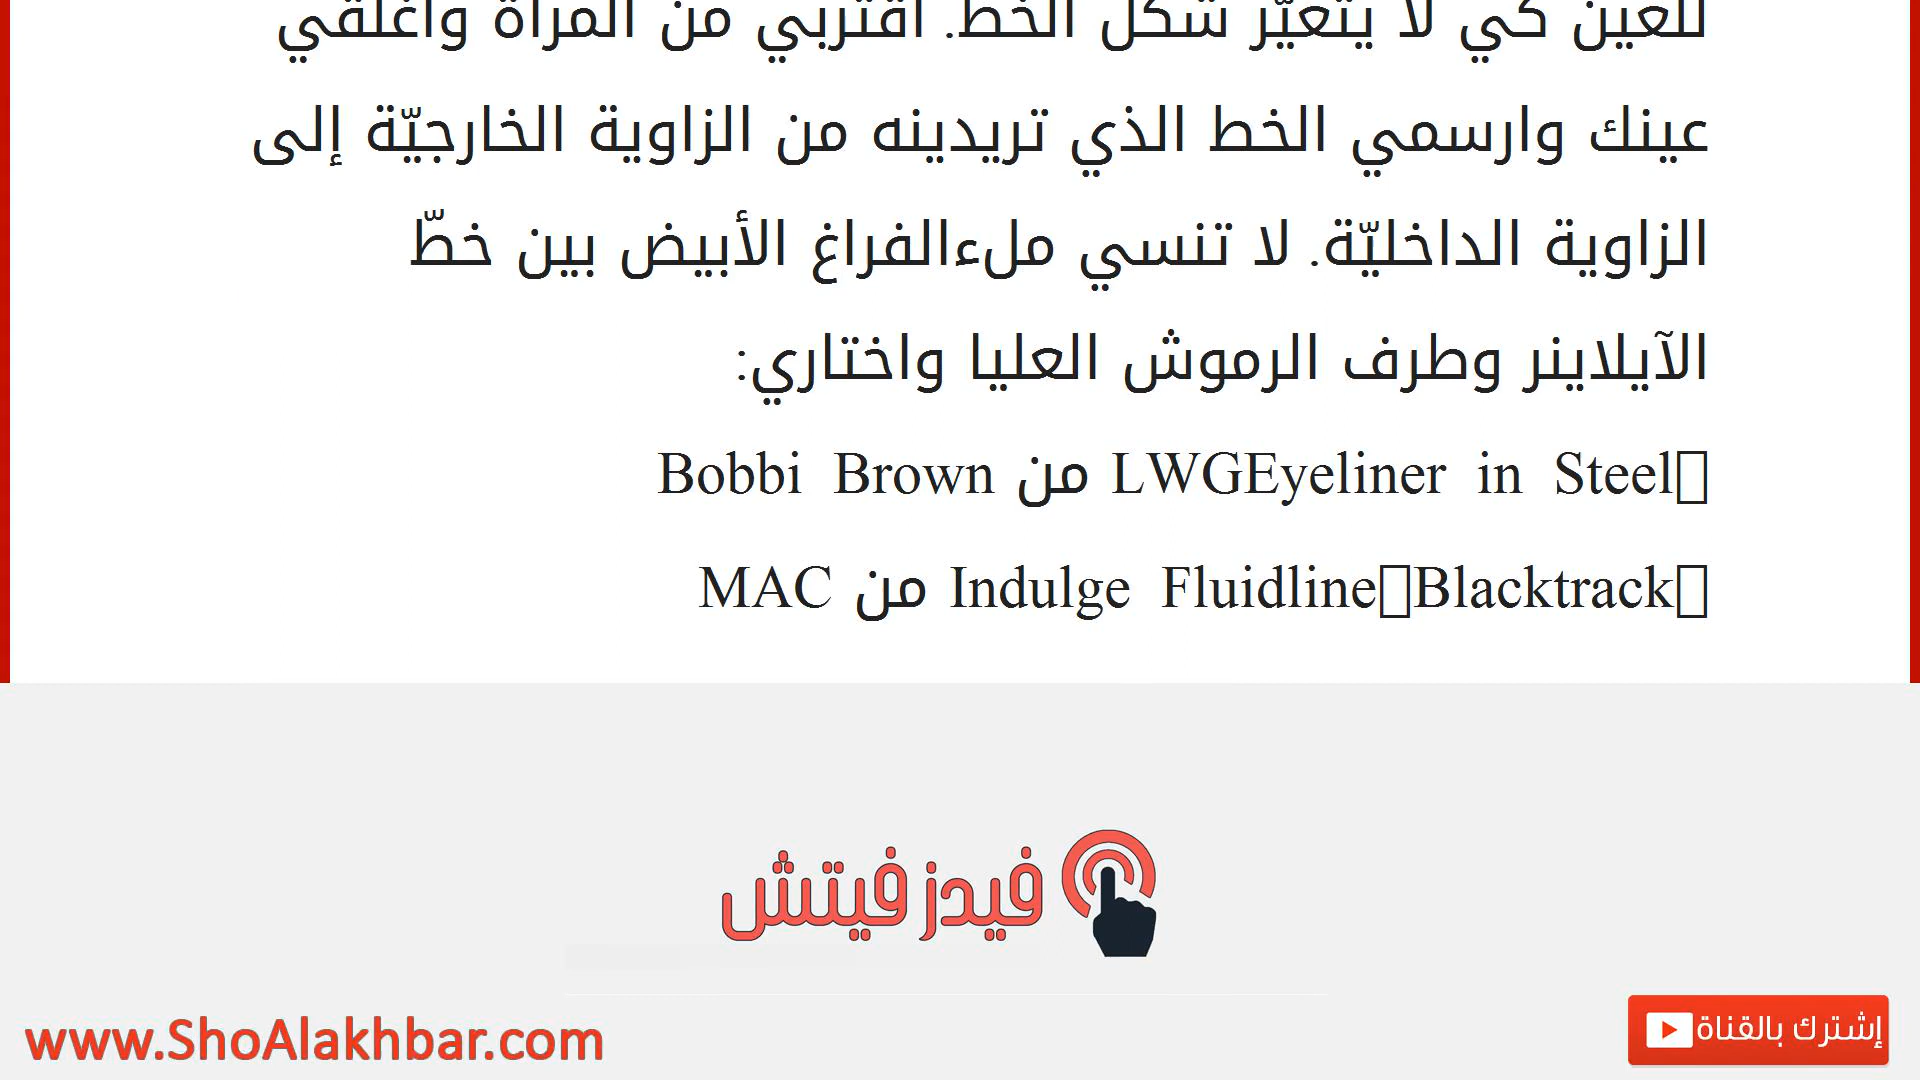 للعين كي لا يتغيّر شكل الخط. اقتربي من المرآة وأغلقي
عينك وارسمي الخط الذي تريدينه من الزاوية الخارجيّة إلى
الزاوية الداخليّة. لا تنسي ملءالفراغ الأبيض بين خطّ
الآيلاينر وطرف الرموش العليا واختاري:
LWGEyeliner in Steel من Bobbi Brown
Blacktrack Indulge Fluidline من MAC
فيدز فيتش
www.ShoAlakhbar.com
إشترك بالقناة